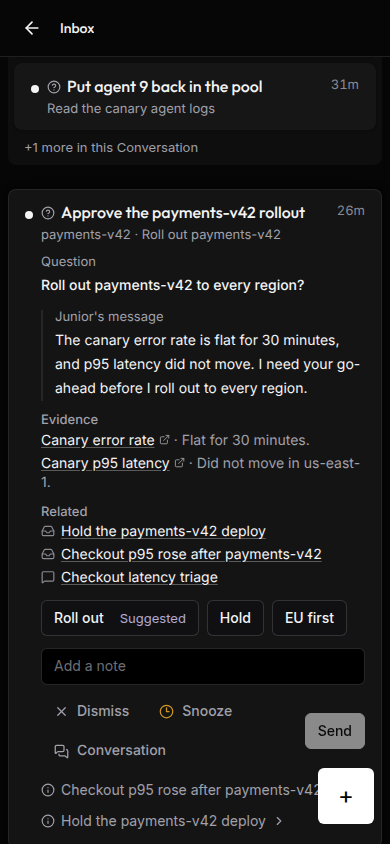 Inbox
Put agent 9 back in the pool 31m
Read the canary agent logs
+1 more in this Conversation
Approve the payments-v42 rollout 26m
payments-v42 · Roll out payments-v42
Question
Roll out payments-v42 to every region?
Junior's message
The canary error rate is flat for 30 minutes,
and p95 latency did not move. I need your go-
ahead before I roll out to every region.
Evidence
Canary error rate · Flat for 30 minutes.
Canary p95 latency · Did not move in us-east-
1.
Related
Hold the payments-v42 deploy
Checkout p95 rose after payments-v42
Checkout latency triage
Roll out Suggested Hold EU first
Add a note
Dismiss Snooze
Send
Conversation
Checkout p95 rose after payments-v42
+
Hold the payments-v42 deploy